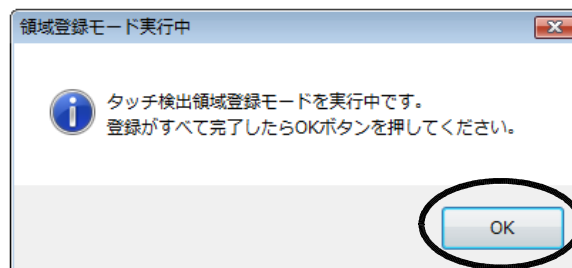 領域登録モード実行中
タッチ検出領域登録モードを実行中です。
登録がすべて完了したらOKボタンを押してください。
OK